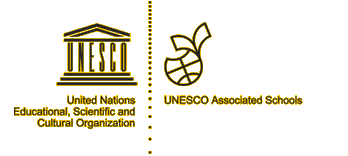 UNESCO
United Nations
Educational, Scientific and
Cultural Organization
UNESCO Associated Schools